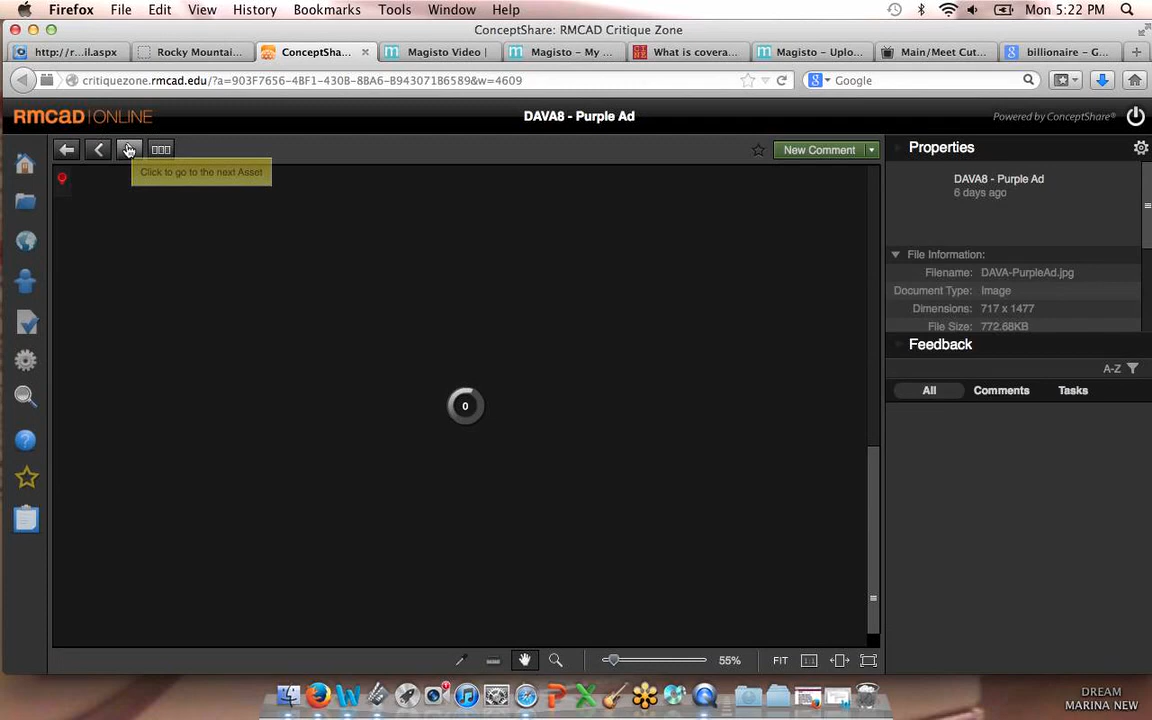 Firefox File Edit View History Bookmarks Tools Window Help Mon 5:22 PM
ConceptShare: RMCAD Critique Zone
http://r...il.aspx Rocky Mountai... ConceptShar... Magisto Video | Magisto - My ... What is covera... Magisto - Uplo... Main/Meet Cut... billionaire - G...
critiquezone.rmcad.edu/?a=903F7656-4BF1-430B-8BA6-B94307186589&w=4609 Google
RMCAD | ONLINE DAVA8 - Purple Ad Powered by ConceptShare®
New Comment
Properties
Click to go to the next Asset
DAVA8 - Purple Ad
6 days ago
File Information:
Filename: DAVA-PurpleAd.jpg
Document Type: Image
Dimensions: 717 x 1477
File Size: 772.68KB
Feedback
A-Z
All Comments Tasks
0
55% FIT 1:1
DREAM
MARINA NEW